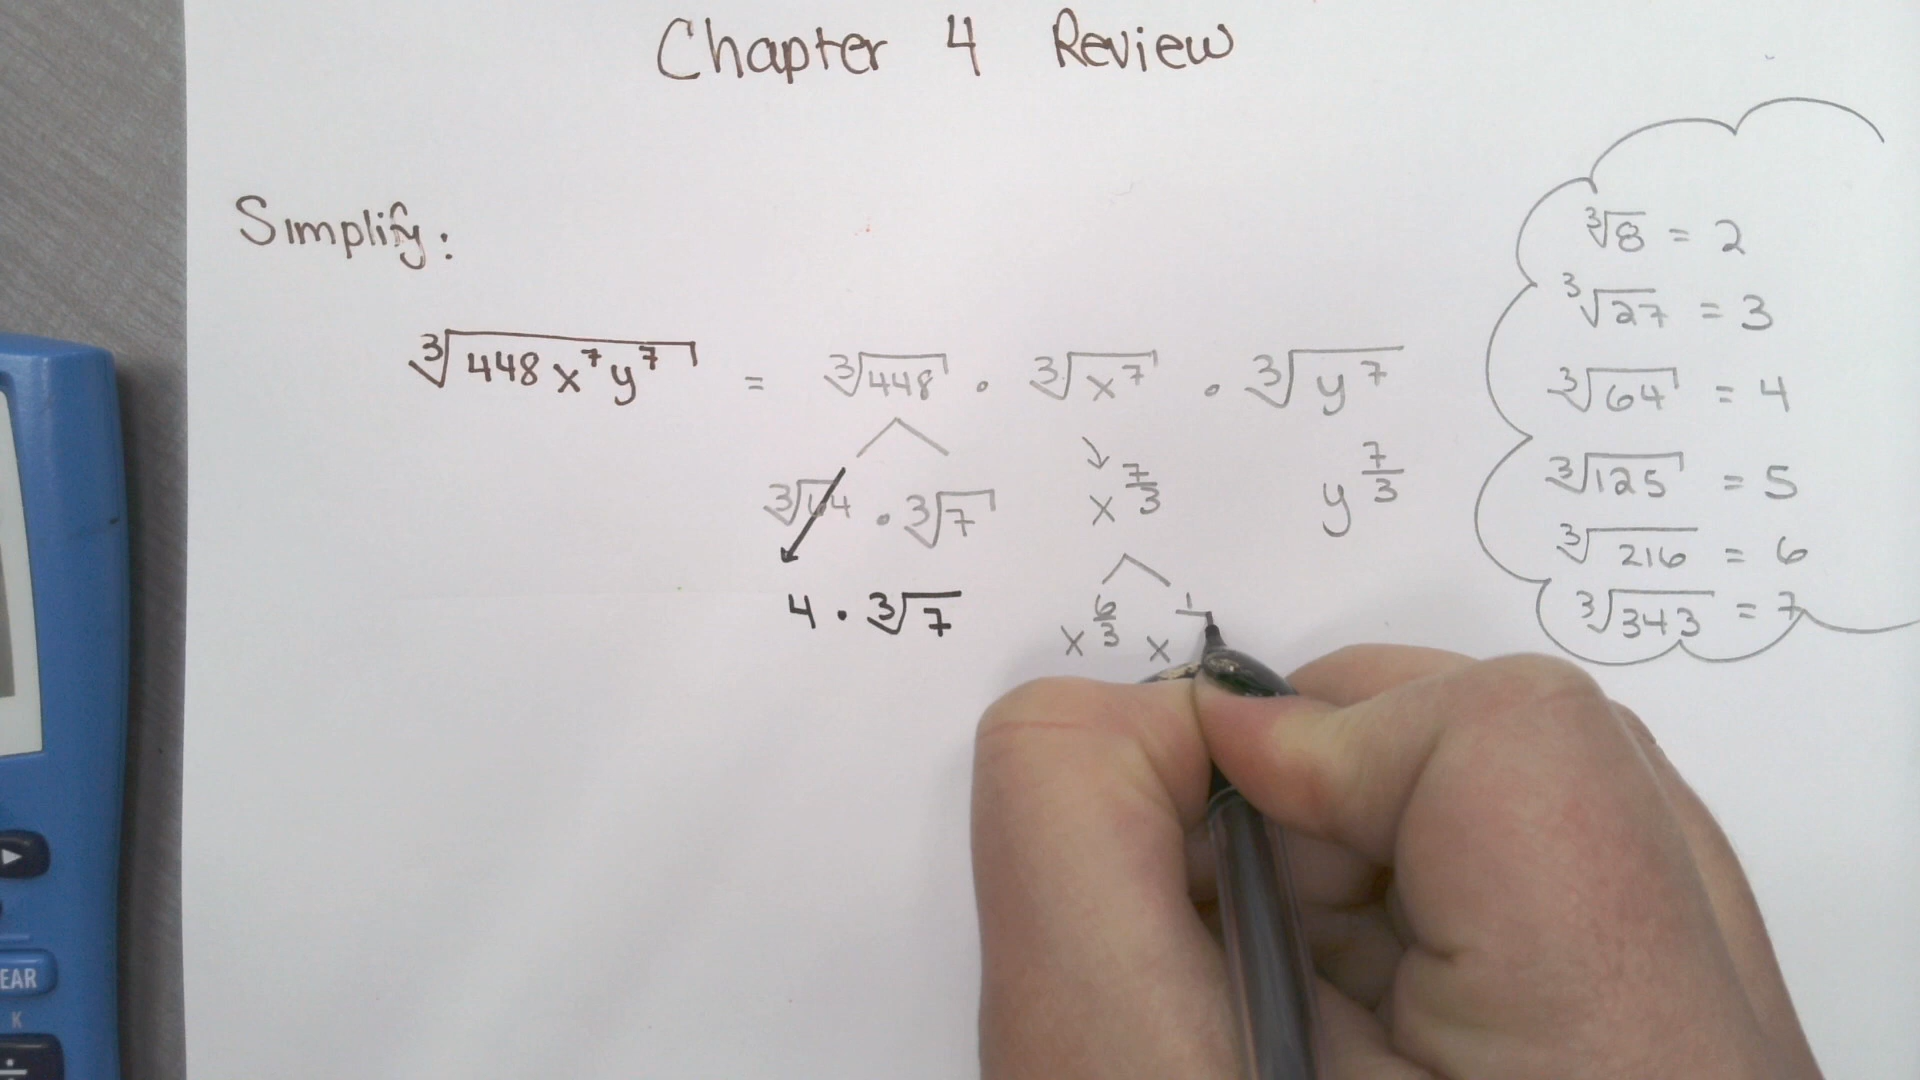 Chapter 4 Review
Simplify:
∛448x⁷y⁷ = ∛448 · ∛x⁷ · ∛y⁷
∛64 · ∛7 x^(7/3) y^(7/3)
4 · ∛7 x^(6/3) x^1
∛8 = 2
∛27 = 3
∛64 = 4
∛125 = 5
∛216 = 6
∛343 = 7
EAR
K
÷